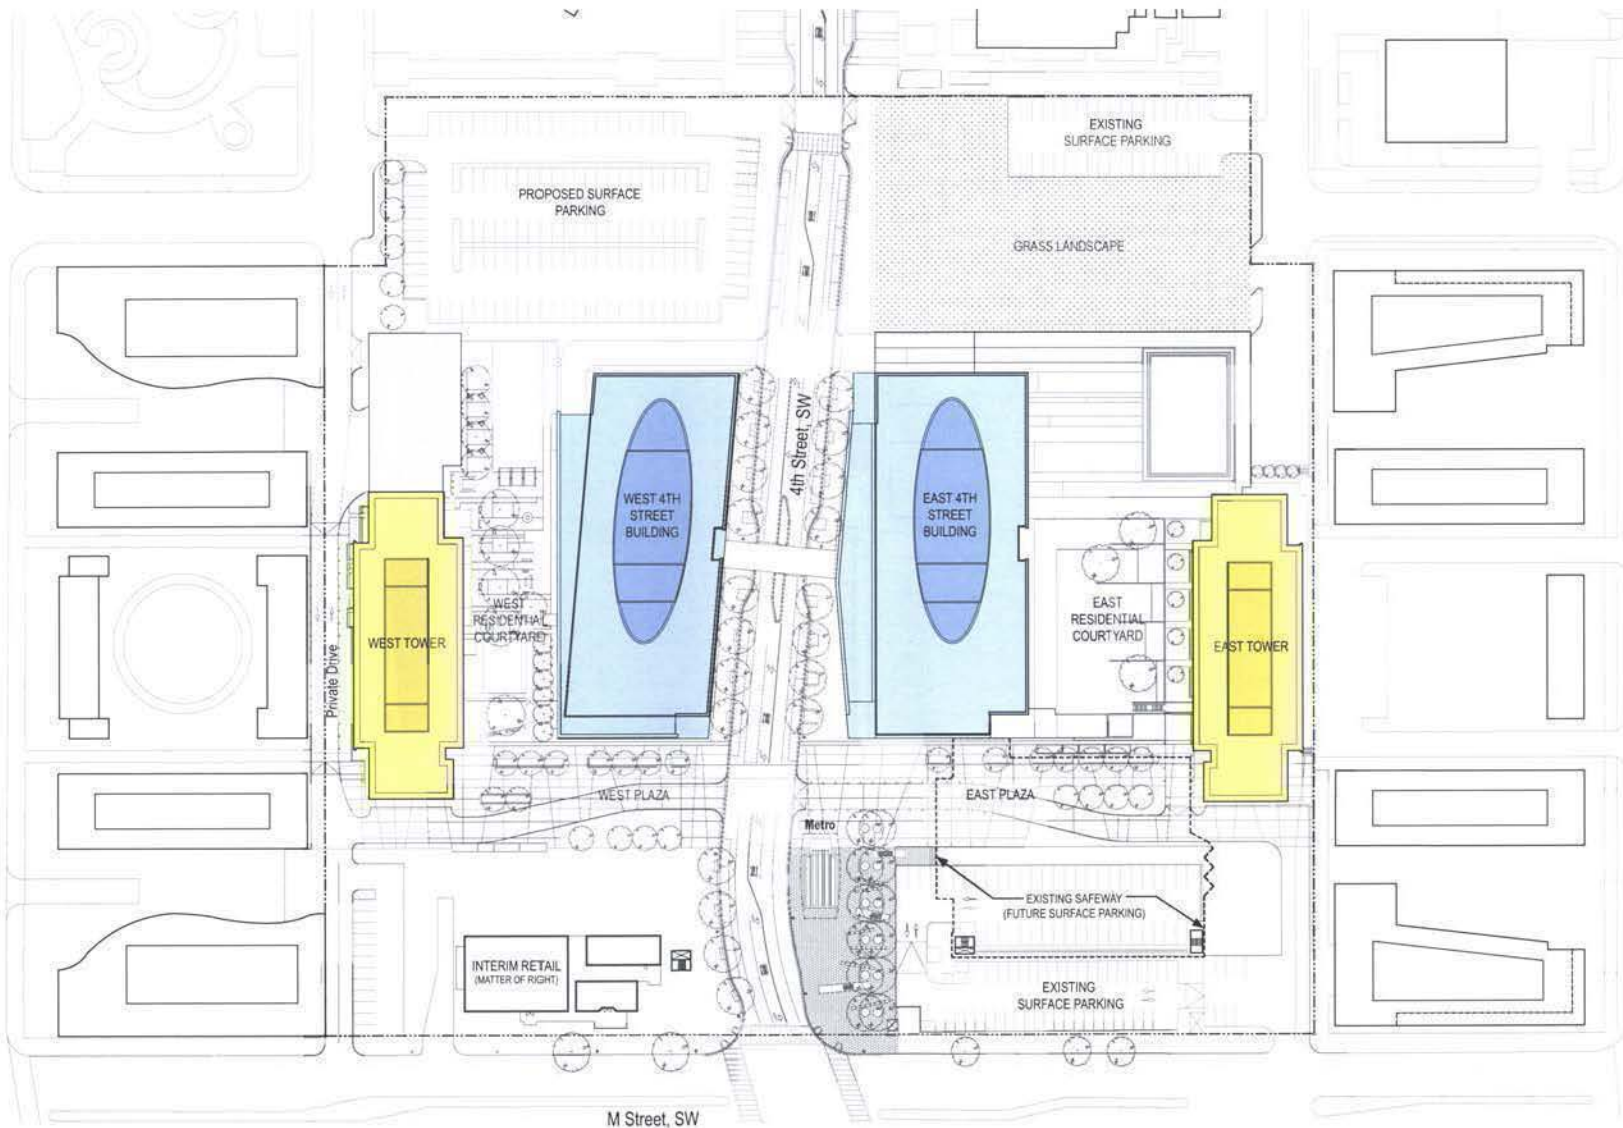 EXISTING
SURFACE PARKING
PROPOSED SURFACE
PARKING
GRASS LANDSCAPE
4th Street, SW
WEST 4TH
STREET
BUILDING
EAST 4TH
STREET
BUILDING
WEST
RESIDENTIAL
COURTYARD
EAST
RESIDENTIAL
COURTYARD
WEST TOWER
EAST TOWER
Private Drive
WEST PLAZA
EAST PLAZA
Metro
EXISTING SAFEWAY
(FUTURE SURFACE PARKING)
INTERIM RETAIL
(MATTER OF RIGHT)
EXISTING
SURFACE PARKING
M Street, SW